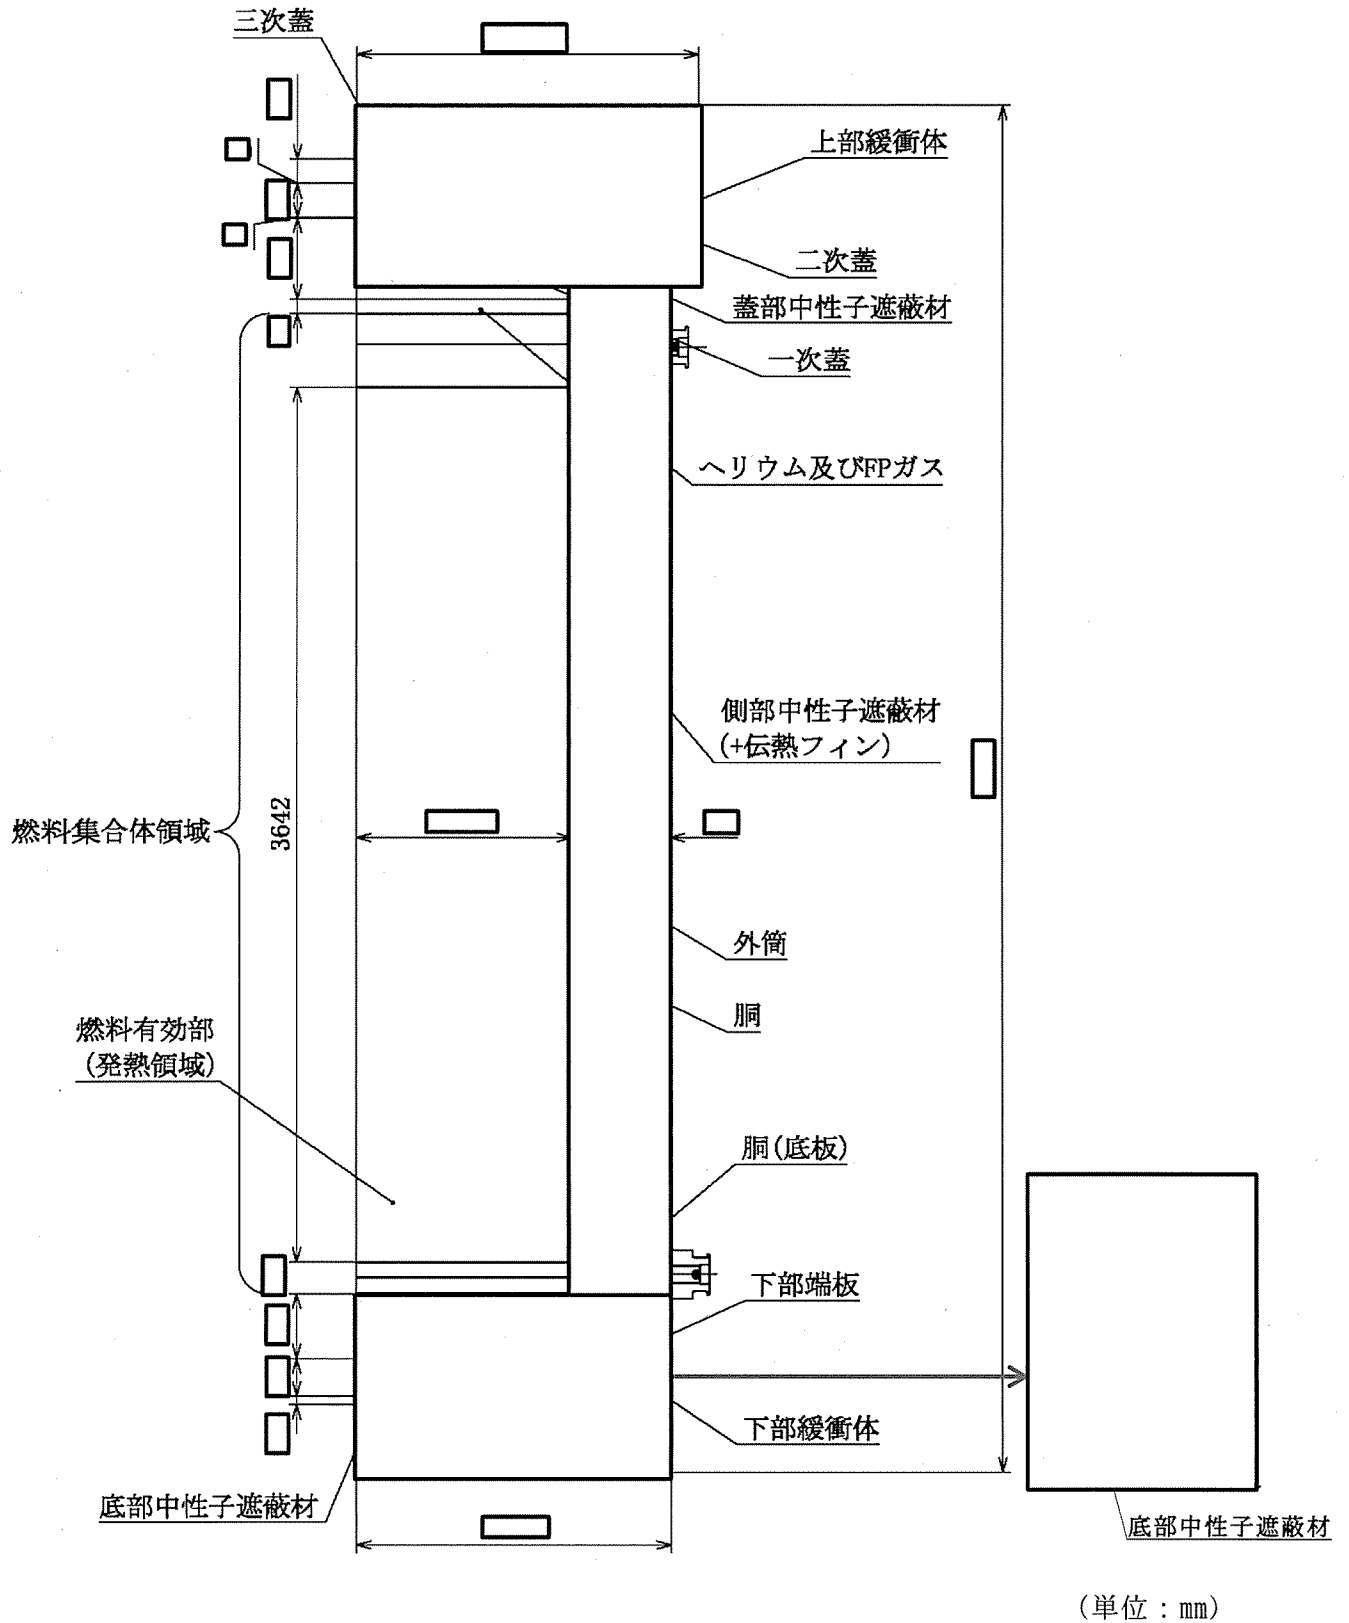 三次蓋
上部緩衝体
二次蓋
蓋部中性子遮蔽材
一次蓋
ヘリウム及びFPガス
側部中性子遮蔽材
(+伝熱フィン)
3642
燃料集合体領域
外筒
胴
燃料有効部
(発熱領域)
胴(底板)
下部端板
下部緩衝体
底部中性子遮蔽材
底部中性子遮蔽材
(単位:mm)